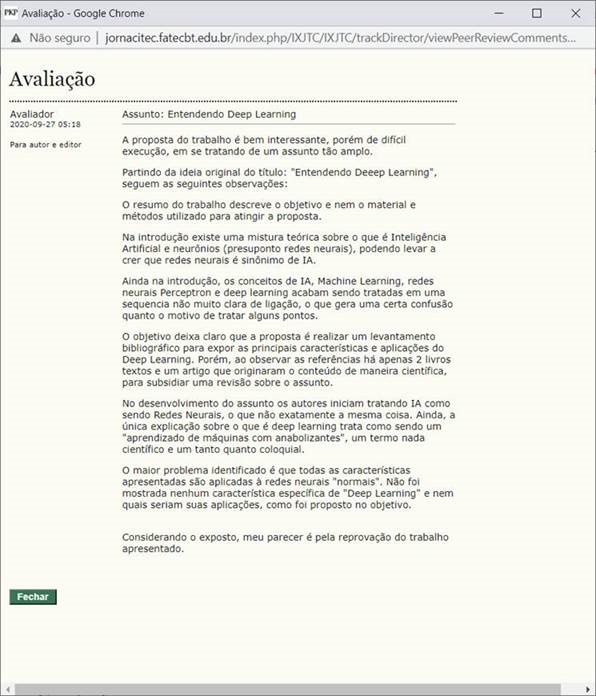 PKP Avaliação - Google Chrome
Não seguro | jornacitec.fatecbt.edu.br/index.php/IXJTC/IXJTC/trackDirector/viewPeerReviewComments...
Avaliação
Avaliador
2020-09-27 05:18
Para autor e editor
Assunto: Entendendo Deep Learning
A proposta do trabalho é bem interessante, porém de difícil
execução, em se tratando de um assunto tão amplo.
Partindo da ideia original do título: "Entendendo Deeep Learning",
seguem as seguintes observações:
O resumo do trabalho descreve o objetivo e nem o material e
métodos utilizado para atingir a proposta.
Na introdução existe uma mistura teórica sobre o que é Inteligência
Artificial e neurônios (presuponto redes neurais), podendo levar a
crer que redes neurais é sinônimo de IA.
Ainda na introdução, os conceitos de IA, Machine Learning, redes
neurais Perceptron e deep learning acabam sendo tratadas em uma
sequencia não muito clara de ligação, o que gera uma certa confusão
quanto o motivo de tratar alguns pontos.
O objetivo deixa claro que a proposta é realizar um levantamento
bibliográfico para expor as principais características e aplicações do
Deep Learning. Porém, ao observar as referências há apenas 2 livros
textos e um artigo que originaram o conteúdo de maneira científica,
para subsidiar uma revisão sobre o assunto.
No desenvolvimento do assunto os autores iniciam tratando IA como
sendo Redes Neurais, o que não exatamente a mesma coisa. Ainda, a
única explicação sobre o que é deep learning trata como sendo um
"aprendizado de máquinas com anabolizantes", um termo nada
científico e um tanto quanto coloquial.
O maior problema identificado é que todas as características
apresentadas são aplicadas à redes neurais "normais". Não foi
mostrada nenhum característica específica de "Deep Learning" e nem
quais seriam suas aplicações, como foi proposto no objetivo.
Considerando o exposto, meu parecer é pela reprovação do trabalho
apresentado.
Fechar